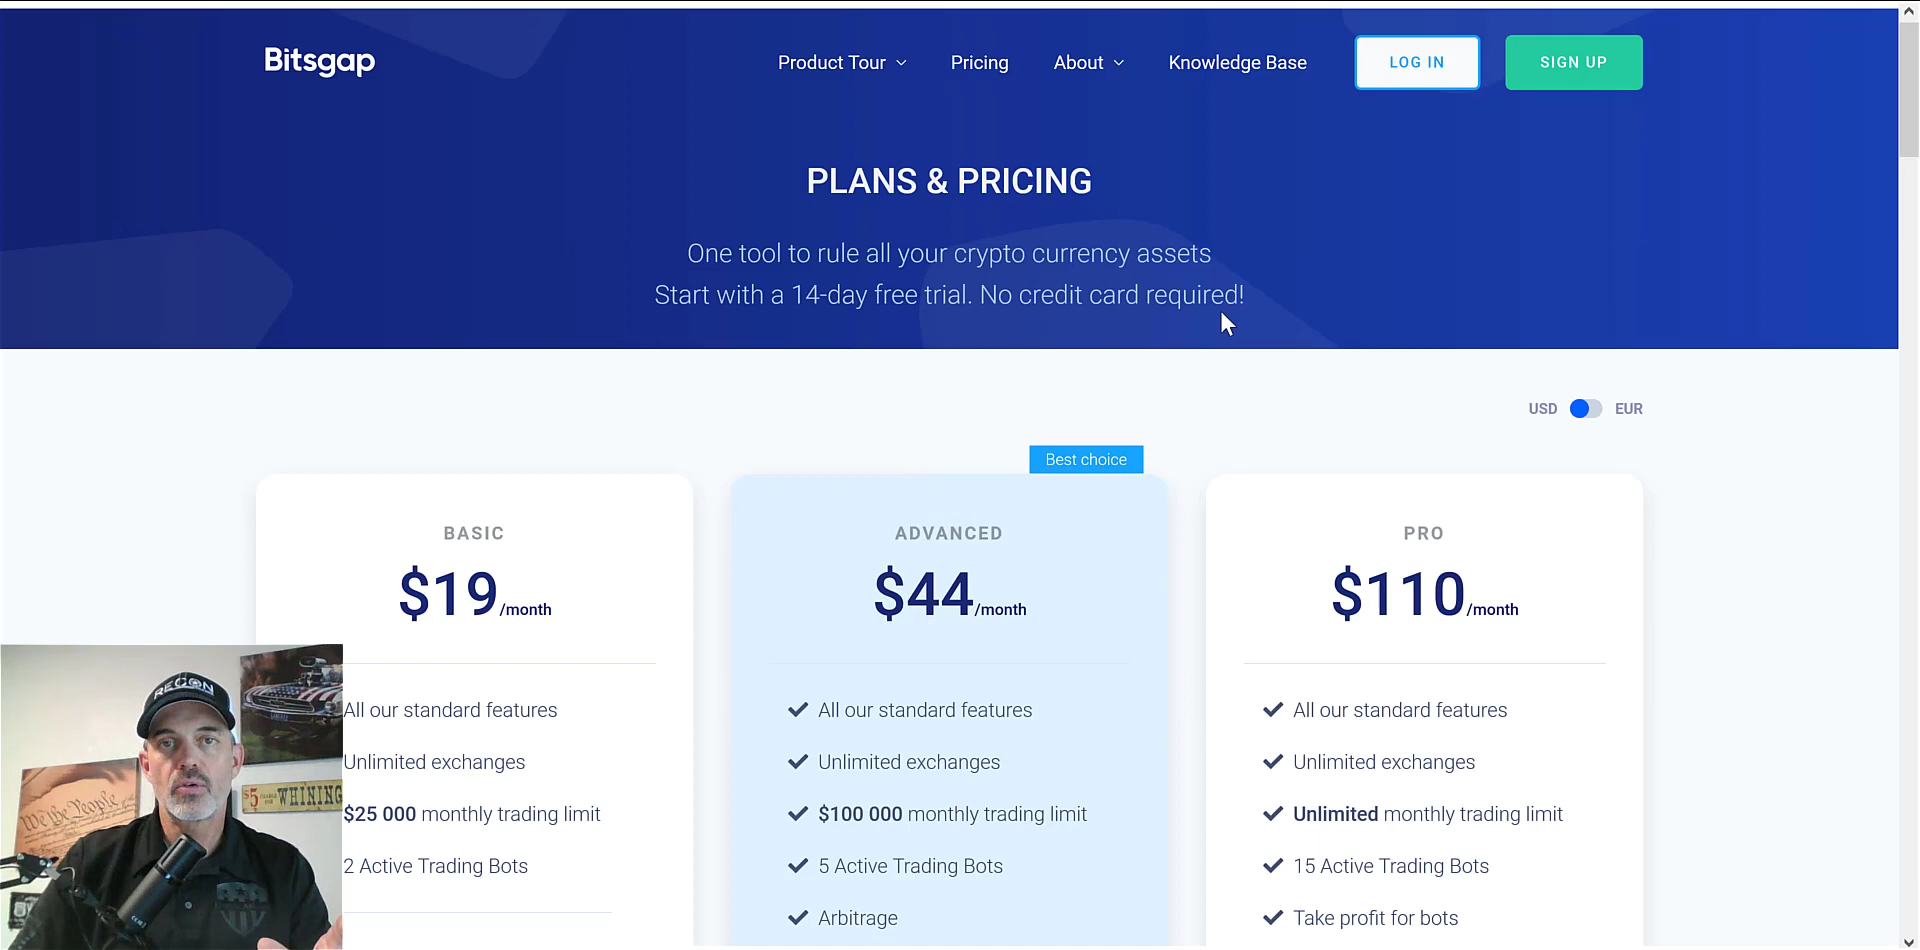 Bitsgap
Product Tour
Pricing
About
Knowledge Base
LOG IN
SIGN UP
PLANS & PRICING
One tool to rule all your crypto currency assets
Start with a 14-day free trial. No credit card required!
USD
EUR
Best choice
BASIC
$19/month
All our standard features
Unlimited exchanges
$25 000 monthly trading limit
2 Active Trading Bots
ADVANCED
$44/month
All our standard features
Unlimited exchanges
$100 000 monthly trading limit
5 Active Trading Bots
Arbitrage
PRO
$110/month
All our standard features
Unlimited exchanges
Unlimited monthly trading limit
15 Active Trading Bots
Take profit for bots
RECON
We the People
$5
WHINING